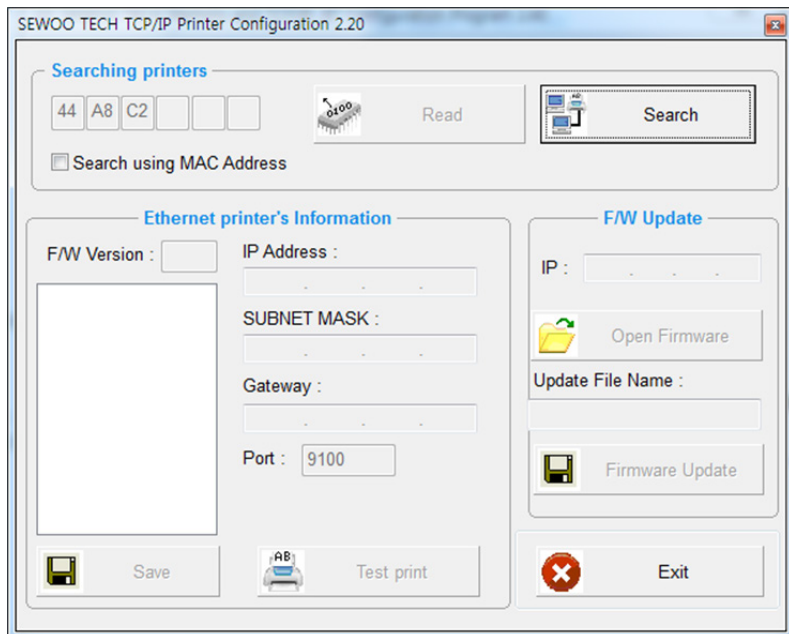 SEWOO TECH TCP/IP Printer Configuration 2.20
Searching printers
44 A8 C2
Read
Search
Search using MAC Address
Ethernet printer's Information
F/W Version :
IP Address :
. . .
SUBNET MASK :
. . .
Gateway :
. . .
Port : 9100
Save
AB
Test print
F/W Update
IP : . . .
Open Firmware
Update File Name :
Firmware Update
Exit